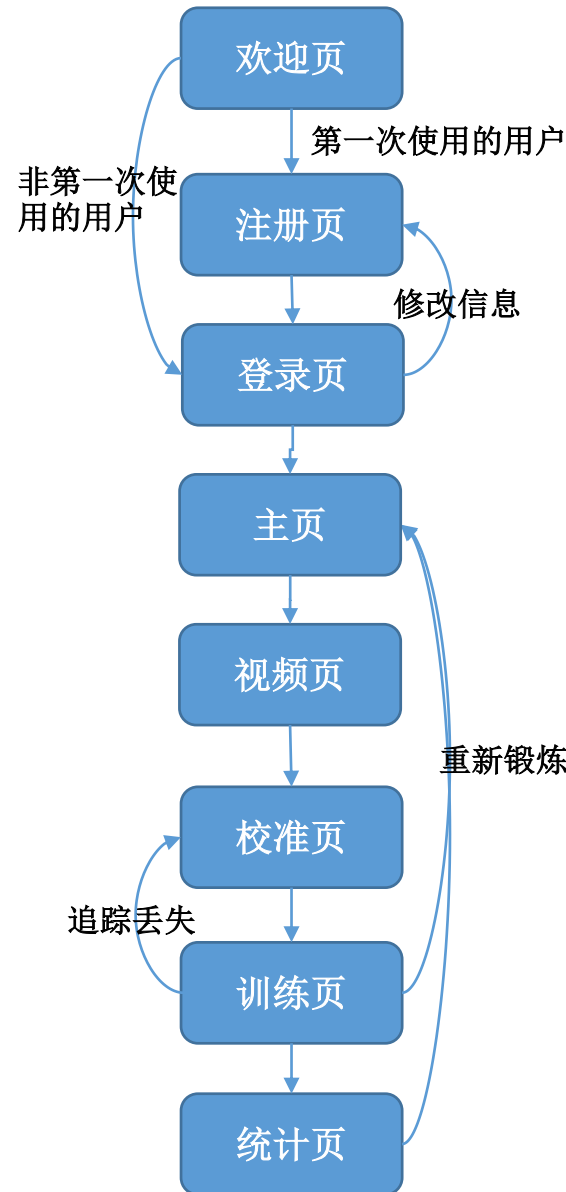 欢迎页
第一次使用的用户
非第一次使
用的用户
注册页
修改信息
登录页
主页
视频页
重新锻炼
校准页
追踪丢失
训练页
统计页